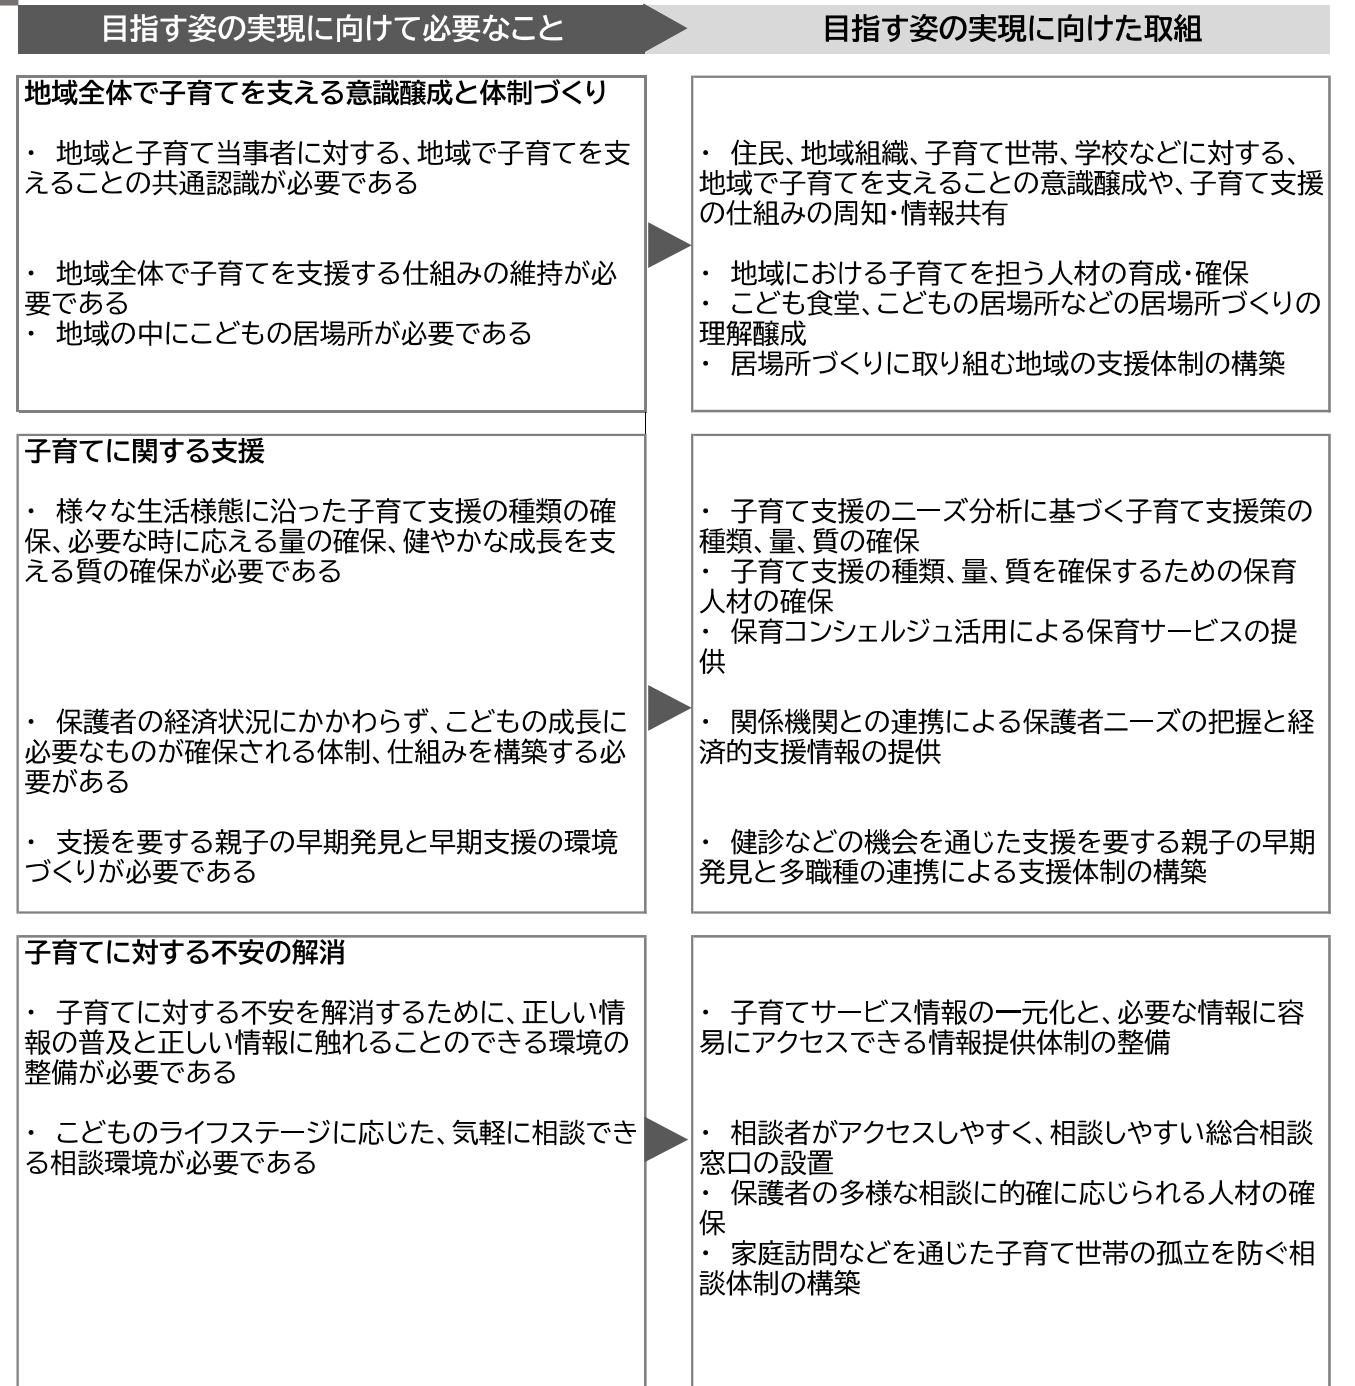 目指す姿の実現に向けて必要なこと
目指す姿の実現に向けた取組
地域全体で子育てを支える意識醸成と体制づくり
・ 地域と子育て当事者に対する、地域で子育てを支
えることの共通認識が必要である
・ 地域全体で子育てを支援する仕組みの維持が必
要である
・ 地域の中にこどもの居場所が必要である
・ 住民、地域組織、子育て世帯、学校などに対する、
地域で子育てを支えることの意識醸成や、子育て支援
の仕組みの周知・情報共有
・ 地域における子育てを担う人材の育成・確保
・ こども食堂、こどもの居場所などの居場所づくりの
理解醸成
・ 居場所づくりに取り組む地域の支援体制の構築
子育てに関する支援
・ 様々な生活様態に沿った子育て支援の種類の確
保、必要な時に応える量の確保、健やかな成長を支
える質の確保が必要である
・ 保護者の経済状況にかかわらず、こどもの成長に
必要なものが確保される体制、仕組みを構築する必
要がある
・ 支援を要する親子の早期発見と早期支援の環境
づくりが必要である
・ 子育て支援のニーズ分析に基づく子育て支援策の
種類、量、質の確保
・ 子育て支援の種類、量、質を確保するための保育
人材の確保
・ 保育コンシェルジュ活用による保育サービスの提
供
・ 関係機関との連携による保護者ニーズの把握と経
済的支援情報の提供
・ 健診などの機会を通じた支援を要する親子の早期
発見と多職種の連携による支援体制の構築
子育てに対する不安の解消
・ 子育てに対する不安を解消するために、正しい情
報の普及と正しい情報に触れることのできる環境の
整備が必要である
・ こどものライフステージに応じた、気軽に相談でき
る相談環境が必要である
・ 子育てサービス情報の一元化と、必要な情報に容
易にアクセスできる情報提供体制の整備
・ 相談者がアクセスしやすく、相談しやすい総合相談
窓口の設置
・ 保護者の多様な相談に的確に応じられる人材の確
保
・ 家庭訪問などを通じた子育て世帯の孤立を防ぐ相
談体制の構築